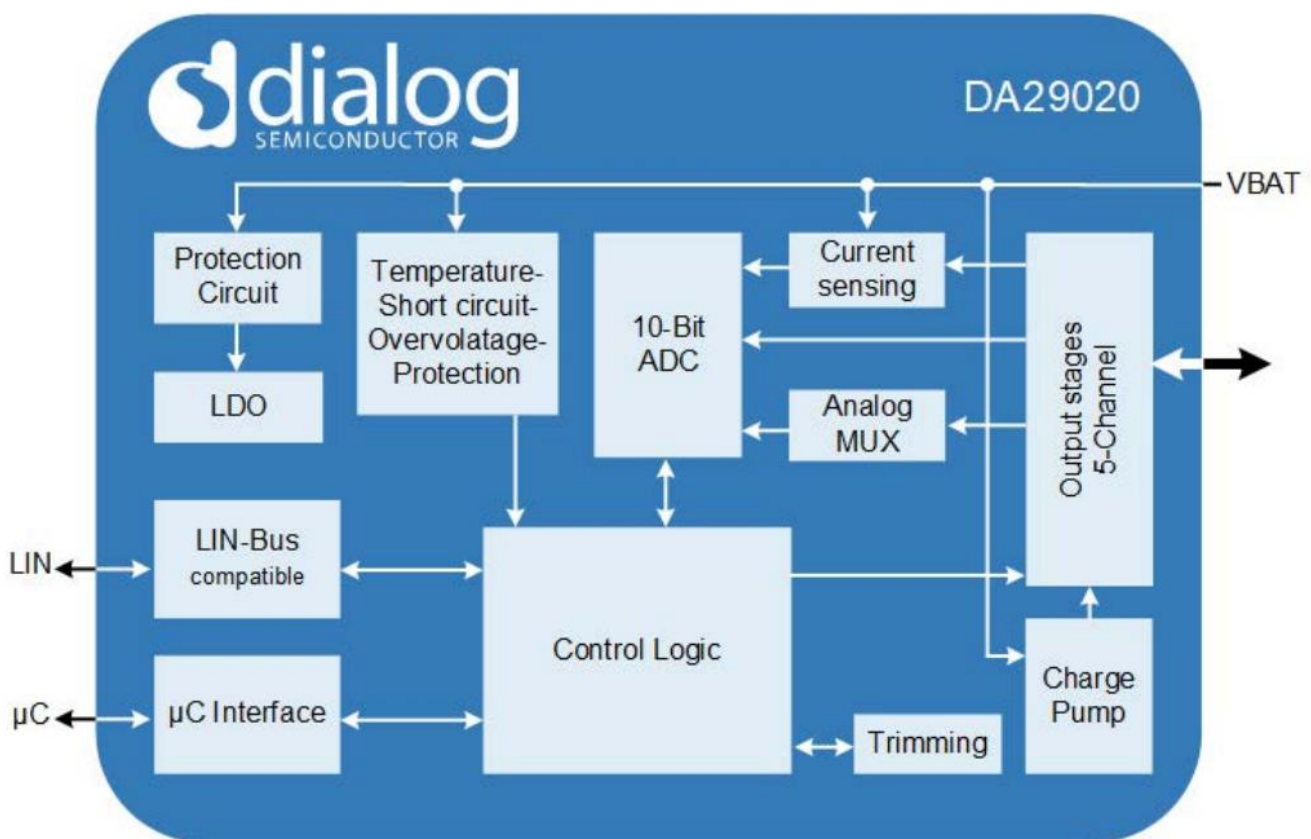 dialog
SEMICONDUCTOR
DA29020
VBAT
Protection
Circuit
LDO
Temperature-
Short circuit-
Overvolatage-
Protection
10-Bit
ADC
Current
sensing
Analog
MUX
Output stages
5-Channel
LIN
LIN-Bus
compatible
Control Logic
µC
µC Interface
Trimming
Charge
Pump